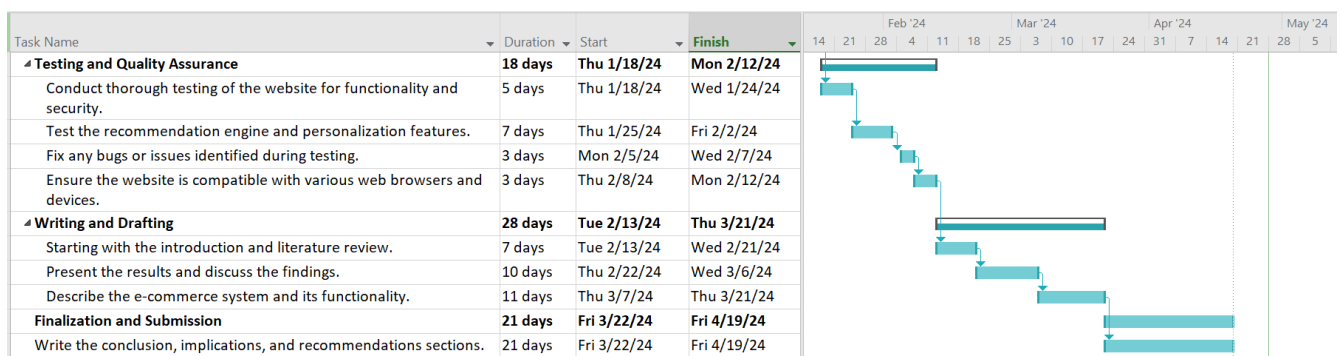 Feb '24 Mar '24 Apr '24 May '24
Task Name Duration Start Finish 14 21 28 4 11 18 25 3 10 17 24 31 7 14 21 28 5
Testing and Quality Assurance 18 days Thu 1/18/24 Mon 2/12/24
Conduct thorough testing of the website for functionality and 5 days Thu 1/18/24 Wed 1/24/24
security.
Test the recommendation engine and personalization features. 7 days Thu 1/25/24 Fri 2/2/24
Fix any bugs or issues identified during testing. 3 days Mon 2/5/24 Wed 2/7/24
Ensure the website is compatible with various web browsers and 3 days Thu 2/8/24 Mon 2/12/24
devices.
Writing and Drafting 28 days Tue 2/13/24 Thu 3/21/24
Starting with the introduction and literature review. 7 days Tue 2/13/24 Wed 2/21/24
Present the results and discuss the findings. 10 days Thu 2/22/24 Wed 3/6/24
Describe the e-commerce system and its functionality. 11 days Thu 3/7/24 Thu 3/21/24
Finalization and Submission 21 days Fri 3/22/24 Fri 4/19/24
Write the conclusion, implications, and recommendations sections. 21 days Fri 3/22/24 Fri 4/19/24